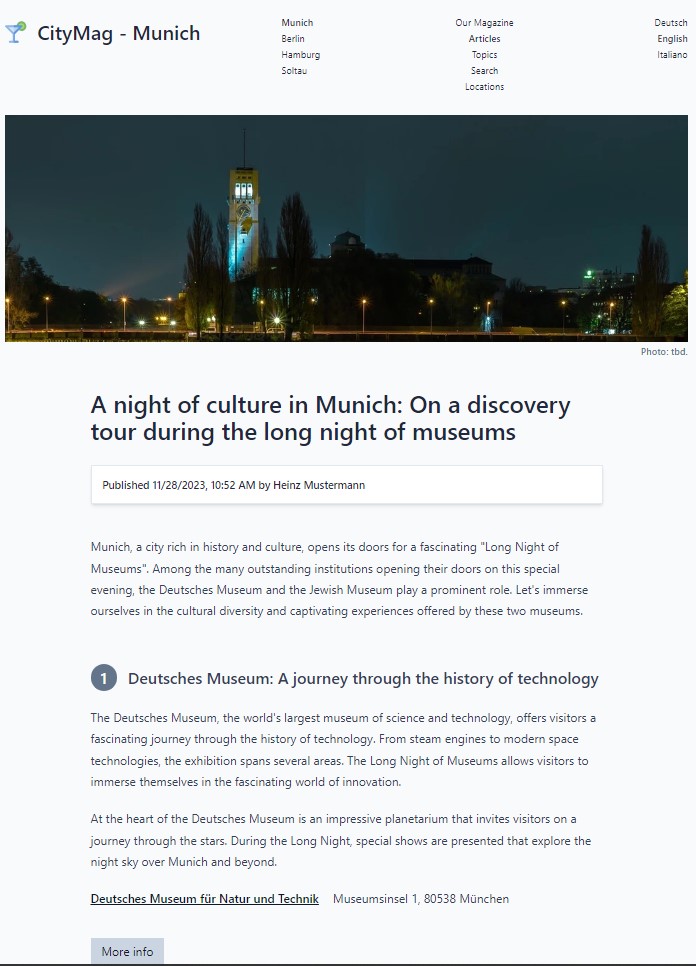 CityMag - Munich
Munich
Berlin
Hamburg
Soltau
Our Magazine
Articles
Topics
Search
Locations
Deutsch
English
Italiano
Photo: tbd.
A night of culture in Munich: On a discovery
tour during the long night of museums
Published 11/28/2023, 10:52 AM by Heinz Mustermann
Munich, a city rich in history and culture, opens its doors for a fascinating "Long Night of
Museums". Among the many outstanding institutions opening their doors on this special
evening, the Deutsches Museum and the Jewish Museum play a prominent role. Let's immerse
ourselves in the cultural diversity and captivating experiences offered by these two museums.
1 Deutsches Museum: A journey through the history of technology
The Deutsches Museum, the world's largest museum of science and technology, offers visitors a
fascinating journey through the history of technology. From steam engines to modern space
technologies, the exhibition spans several areas. The Long Night of Museums allows visitors to
immerse themselves in the fascinating world of innovation.
At the heart of the Deutsches Museum is an impressive planetarium that invites visitors on a
journey through the stars. During the Long Night, special shows are presented that explore the
night sky over Munich and beyond.
Deutsches Museum für Natur und Technik Museumsinsel 1, 80538 München
More info